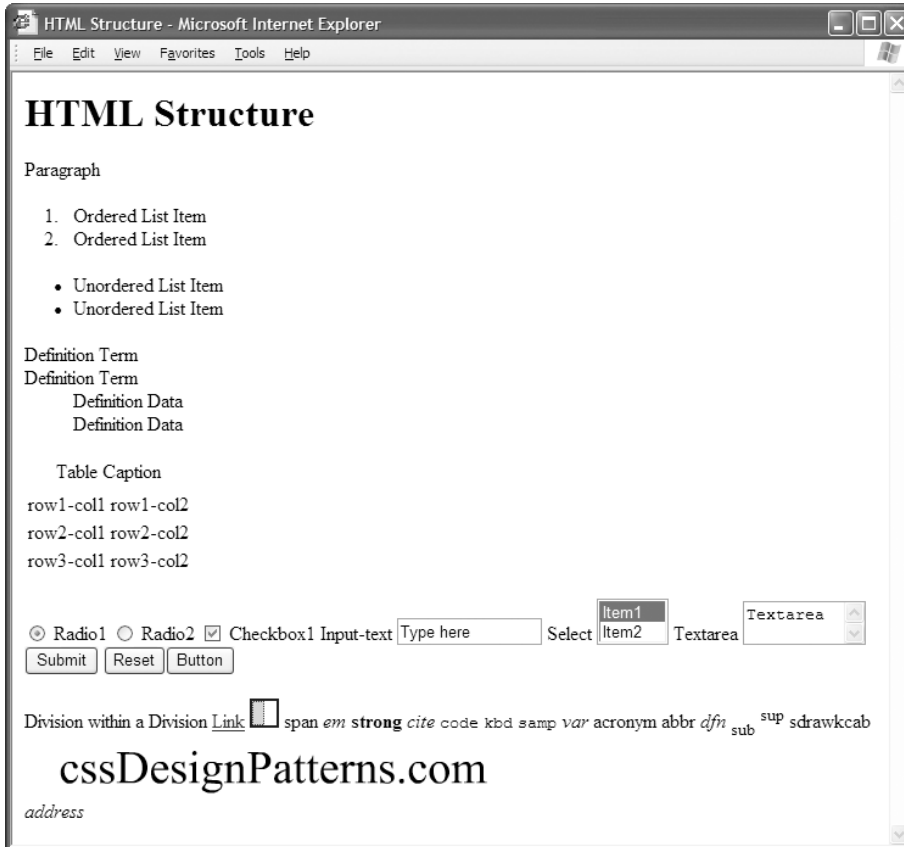 HTML Structure - Microsoft Internet Explorer
File Edit View Favorites Tools Help
HTML Structure
Paragraph
1. Ordered List Item
2. Ordered List Item
• Unordered List Item
• Unordered List Item
Definition Term
Definition Term
Definition Data
Definition Data
Table Caption
row1-col1 row1-col2
row2-col1 row2-col2
row3-col1 row3-col2
Radio1 Radio2 Checkbox1 Input-text Type here Select Item1 Item2 Textarea Textarea
Submit Reset Button
Division within a Division Link span em strong cite code kbd samp var acronym abbr dfn sub sup sdrawkcab
cssDesignPatterns.com
address